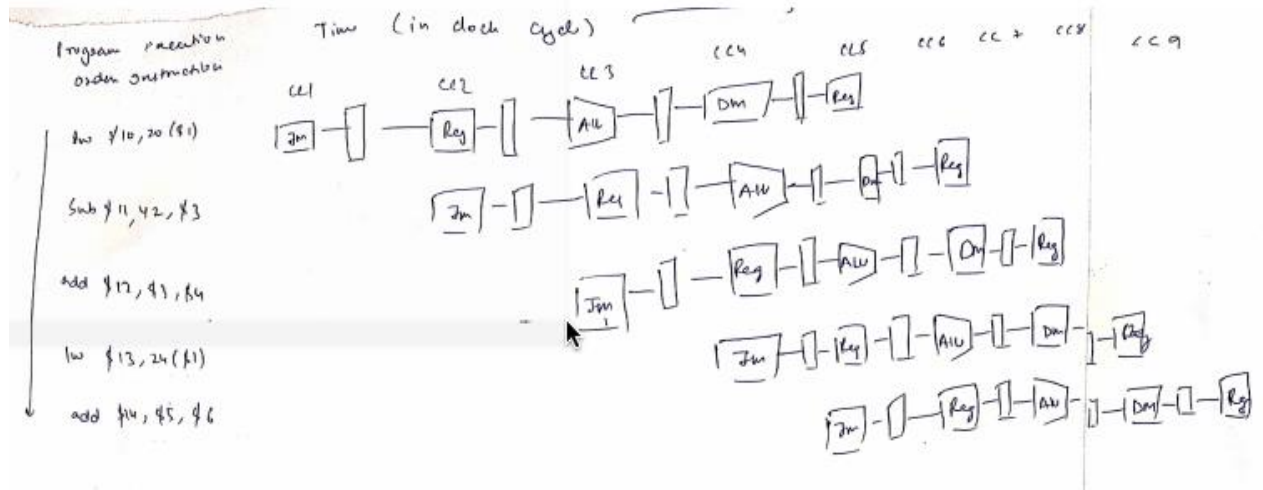 Time (in clock cycle)
Program execution
order instruction
CC1 CC2 CC3 CC4 CC5 CC6 CC7 CC8 CC9
lw $10, 20($1)
Im Reg ALU DM Reg
Sub $11, $2, $3
Im Reg ALU Dm Reg
add $12, $3, $4
Im Reg ALU DM Reg
lw $13, 24($1)
Im Reg ALU DM Reg
add $14, $5, $6
Im Reg ALU DM Reg